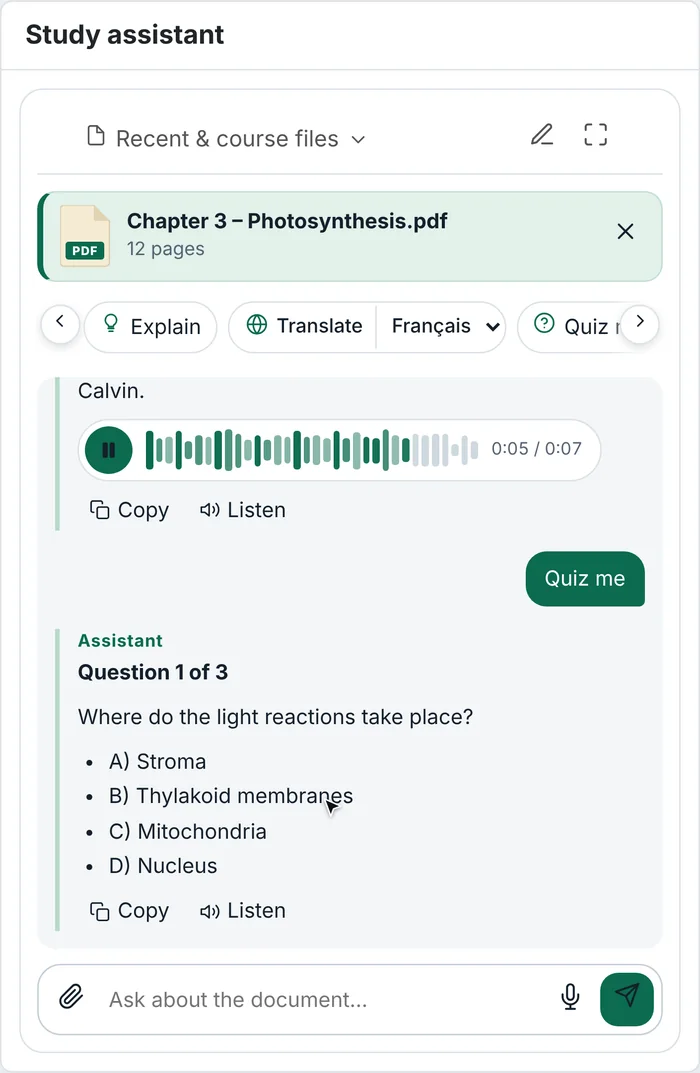 Study assistant
Recent & course files
Chapter 3 – Photosynthesis.pdf
PDF
12 pages
Explain
Translate
Français
Quiz
Calvin.
0:05 / 0:07
Copy
Listen
Quiz me
Assistant
Question 1 of 3
Where do the light reactions take place?
• A) Stroma
• B) Thylakoid membranes
• C) Mitochondria
• D) Nucleus
Copy
Listen
Ask about the document...